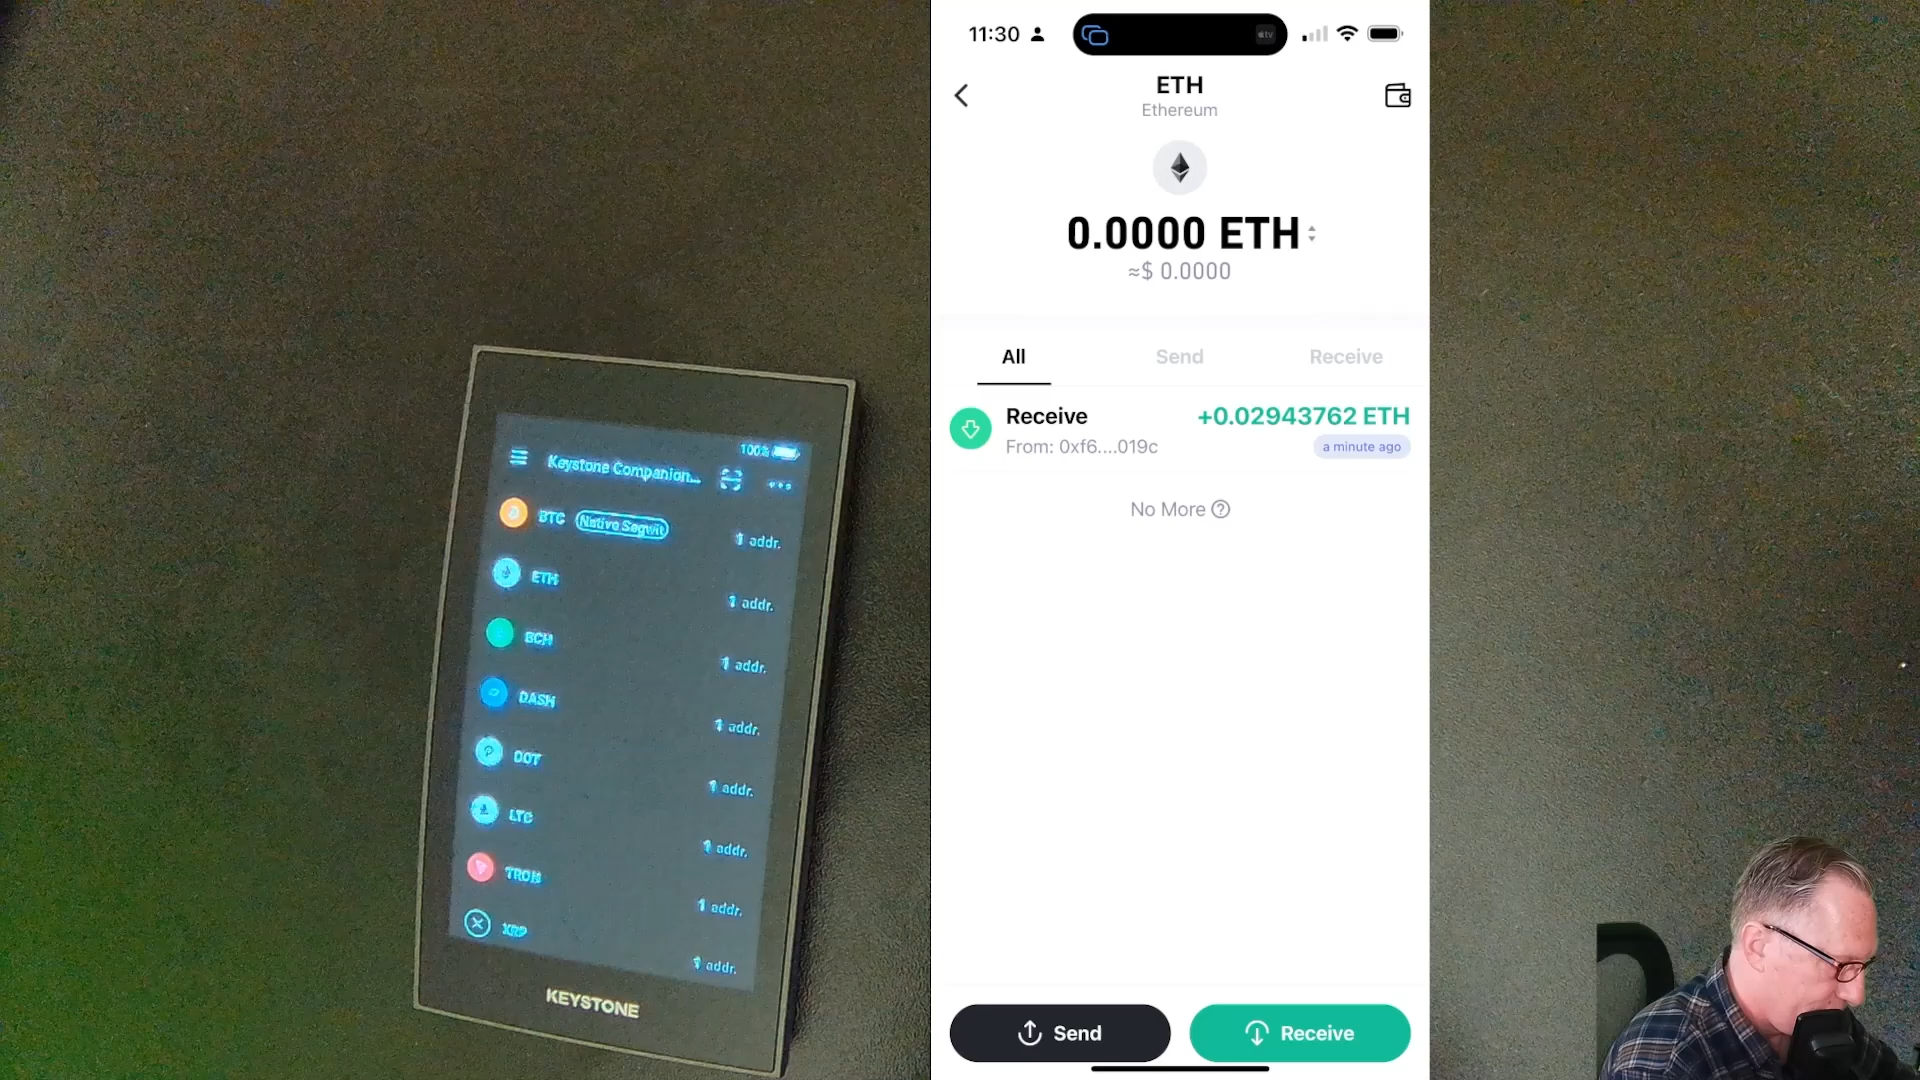 100%
Keystone Companion...
BTC Native Segwit
1 addr.
ETH
1 addr.
BCH
1 addr.
DASH
1 addr.
DOT
1 addr.
LTC
1 addr.
TRON
1 addr.
XRP
1 addr.
KEYSTONE
11:30
tv
ETH
Ethereum
0.0000 ETH
≈$ 0.0000
All Send Receive
Receive +0.02943762 ETH
From: 0xf6....019c a minute ago
No More ?
Send Receive